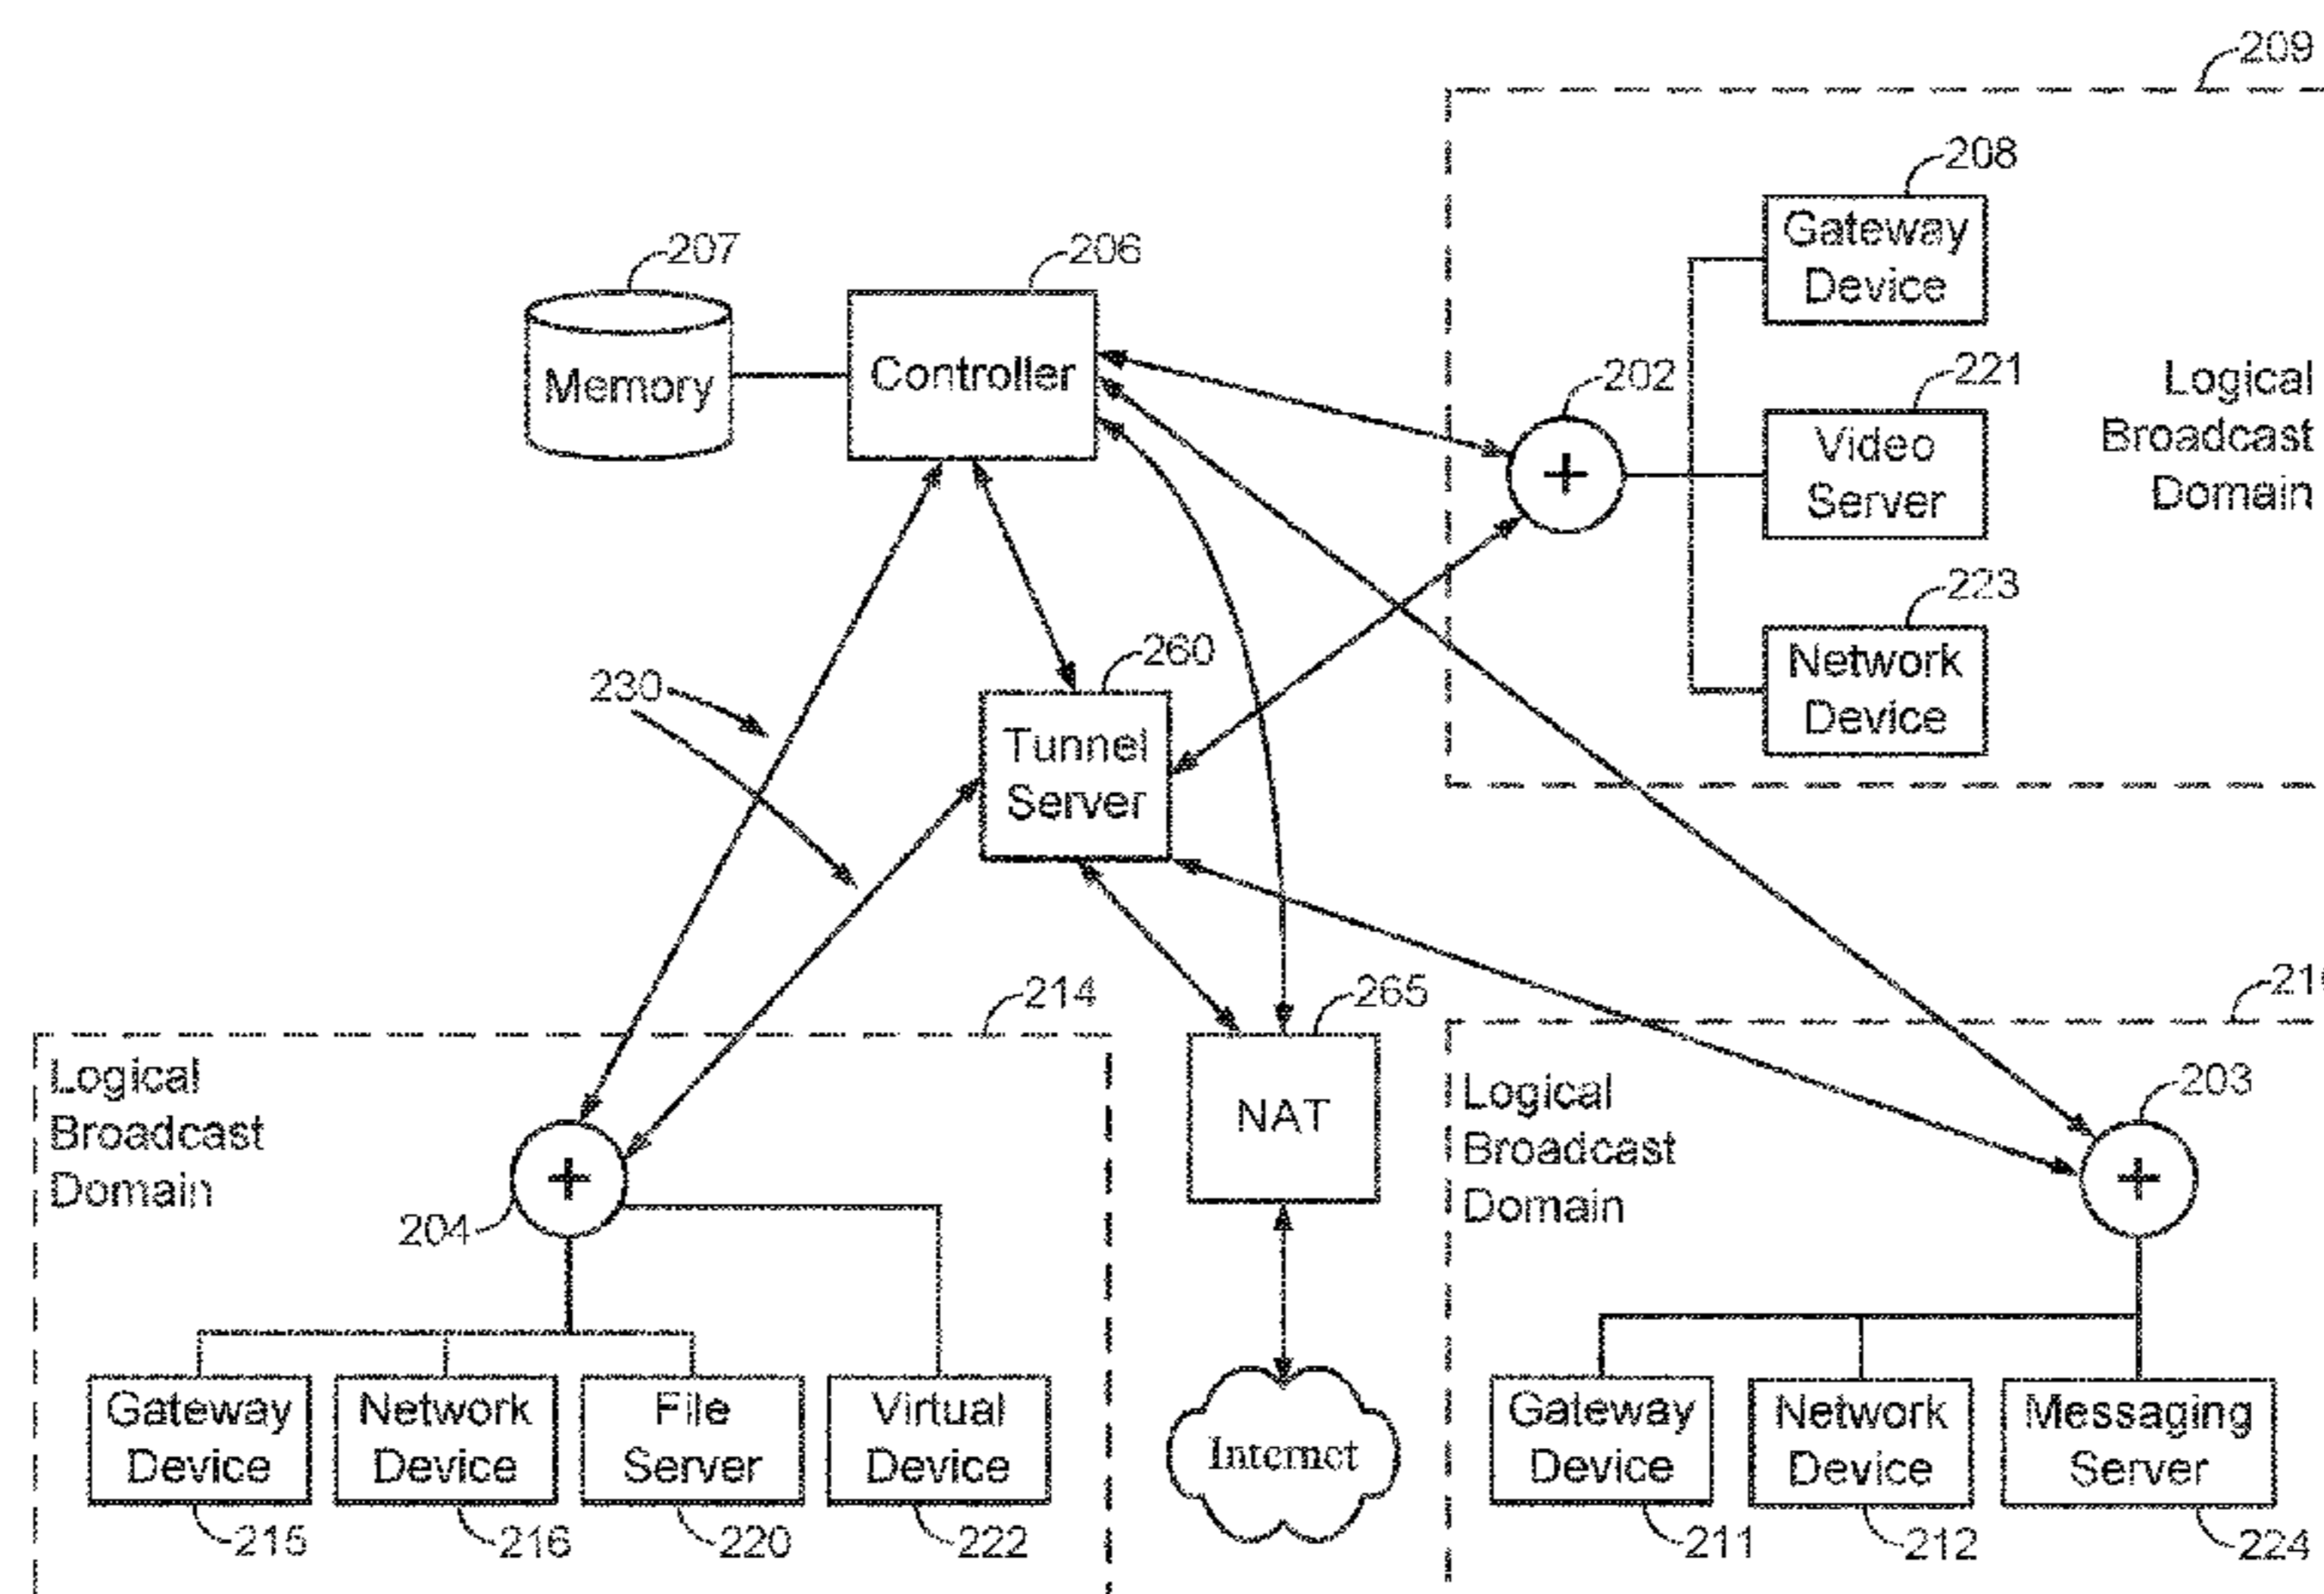 209
208
Gateway
Device
207
206
Memory
Controller
202
221
Video
Server
Logical
Broadcast
Domain
223
Network
Device
230
260
Tunnel
Server
214
265
Logical
Broadcast
Domain
NAT
204
Logical
Broadcast
Domain
203
Gateway
Device
215
Network
Device
216
File
Server
220
Virtual
Device
222
Internet
Gateway
Device
211
Network
Device
212
Messaging
Server
224